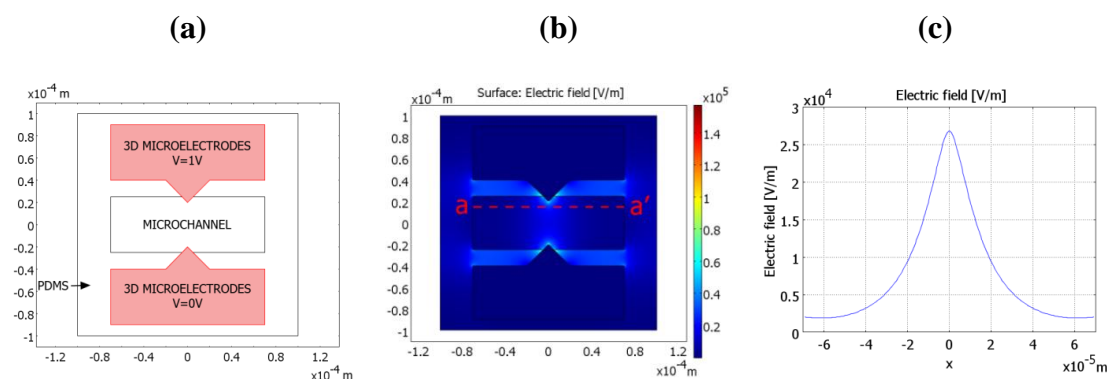 (a)
x10⁻⁴ m
1
0.8
0.6
0.4
0.2
0
-0.2
-0.4
-0.6
-0.8
-1
3D MICROELECTRODES
V=1V
MICROCHANNEL
PDMS
3D MICROELECTRODES
V=0V
-1.2 -0.8 -0.4 0 0.4 0.8 1.2
x10⁻⁴ m
(b)
x10⁻⁴ m
Surface: Electric field [V/m]
x10⁵
1
0.8
0.6
0.4
0.2
0
-0.2
-0.4
-0.6
-0.8
-1
a a’
1.4
1.2
1
0.8
0.6
0.4
0.2
-1.2 -0.8 -0.4 0 0.4 0.8 1.2
x10⁻⁴ m
(c)
x10⁴
Electric field [V/m]
3
2.5
2
1.5
1
0.5
0
Electric field [V/m]
-6 -4 -2 0 2 4 6
x10⁻⁵m
x